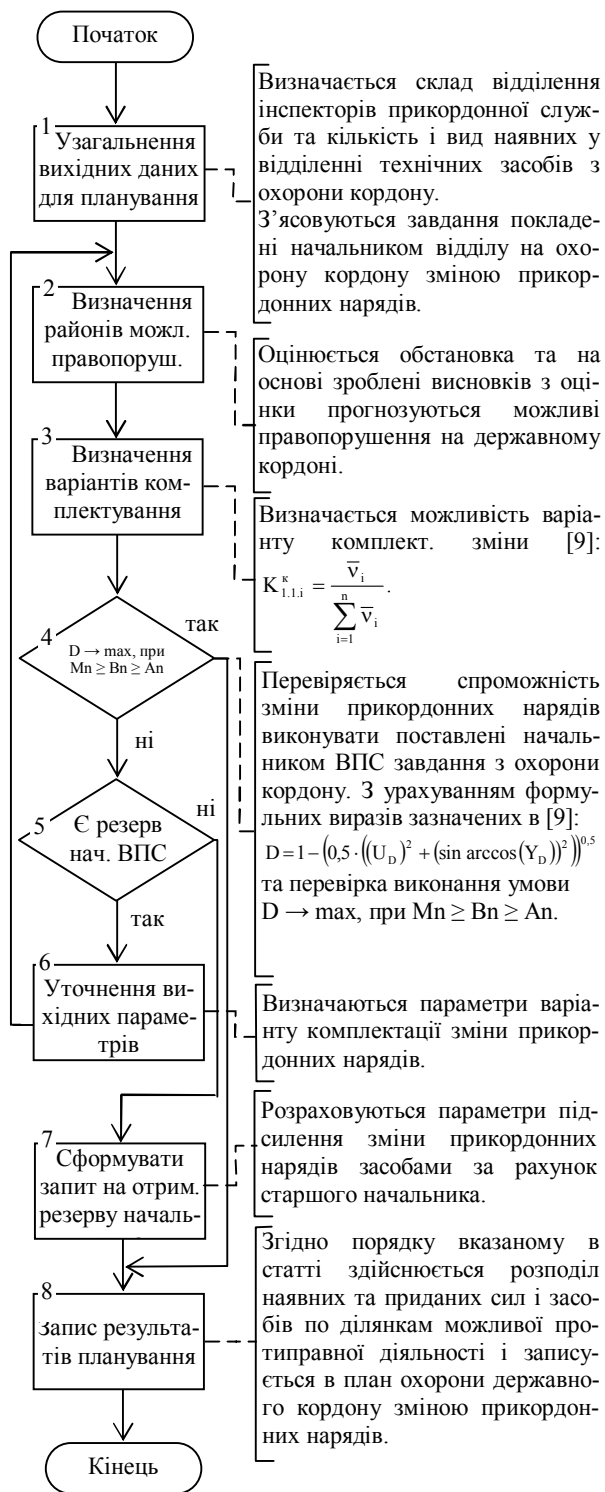 Початок
1
Узагальнення
вихідних даних
для планування
Визначається склад відділення
інспекторів прикордонної служ-
би та кількість і вид наявних у
відділенні технічних засобів з
охорони кордону.
З’ясовуються завдання покладе-
ні начальником відділу на охо-
рону кордону зміною прикор-
донних нарядів.
2
Визначення
районів можл.
правопоруш.
Оцінюється обстановка та на
основі зроблені висновків з оці-
нки прогнозуються можливі
правопорушення на державному
кордоні.
3
Визначення
варіантів ком-
плектування
Визначається можливість варіа-
нту комплект. зміни [9]:
K^к_{1.1.i} = ν̅_i / ∑_{i=1}^{n} ν̅_i .
4
D → max, при
Mn ≥ Bn ≥ An
так
ні
Перевіряється спроможність
зміни прикордонних нарядів
виконувати поставлені началь-
ником ВПС завдання з охорони
кордону. З урахуванням форму-
льних виразів зазначених в [9]:
D = 1 − (0,5 · ((U_D)^2 + (sin arccos(Y_D))^2))^{0,5}
та перевірка виконання умови
D → max, при Mn ≥ Bn ≥ An.
5
Є резерв
нач. ВПС
ні
так
6
Уточнення ви-
хідних параме-
трів
Визначаються параметри варіа-
нту комплектації зміни прикор-
донних нарядів.
7
Сформувати
запит на отрим.
резерву началь-
Розраховуються параметри під-
силення зміни прикордонних
нарядів засобами за рахунок
старшого начальника.
8
Запис результа-
тів планування
Згідно порядку вказаному в
статті здійснюється розподіл
наявних та приданих сил і засо-
бів по ділянкам можливої про-
типравної діяльності і запису-
ється в план охорони державно-
го кордону зміною прикордон-
них нарядів.
Кінець